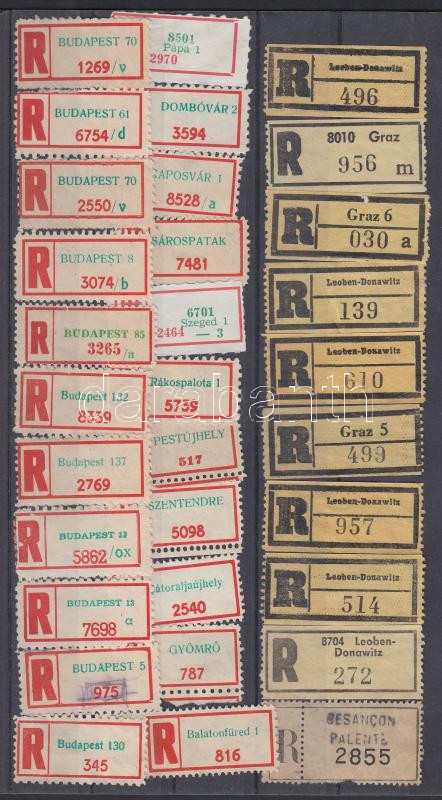 R BUDAPEST 70
1269/v
R BUDAPEST 61
6754/d
R BUDAPEST 70
2550/v
R BUDAPEST 8
3074/b
R BUDAPEST 85
3265/a
R Budapest 132
8339
R Budapest 137
2769
R BUDAPEST 13
5862/ox
R BUDAPEST 13
7698 a
R BUDAPEST 5
975
R Budapest 130
345
8501
Pápa 1
2970
DOMBÓVÁR 2
3594
APOSVÁR 1
8528/a
SÁROSPATAK
7481
6701
Szeged 1
2464 — 3
Rákospalota 1
5739
PESTÚJHELY
517
SZENTENDRE
5098
átoraljaújhely
2540
GYÖMRŐ
787
R Balatonfüred 1
816
R Leoben-Donawitz
496
R 8010 Graz
956 m
R Graz 6
030 a
R Leoben-Donawitz
139
R Leoben-Donawitz
610
R Graz 5
499
R Leoben-Donawitz
957
R Leoben-Donawitz
514
R 8704 Leoben-
Donawitz
272
R BESANÇON
PALENTE
2855
darabanth